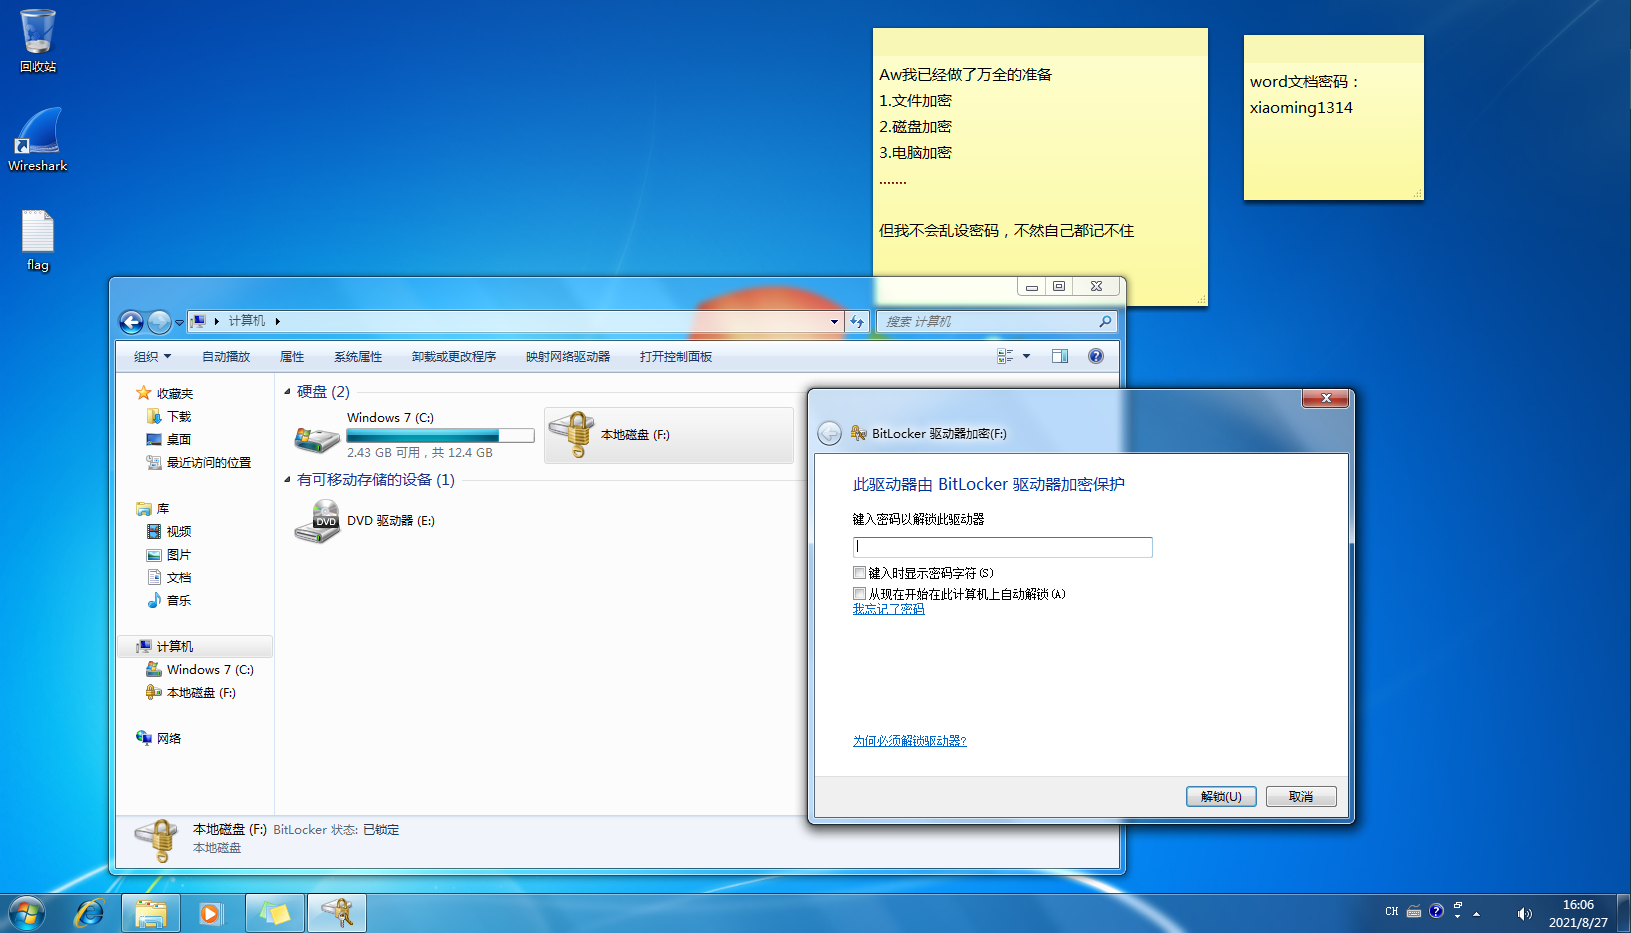 回收站
Wireshark
flag
Aw我已经做了万全的准备
1.文件加密
2.磁盘加密
3.电脑加密
.......
但我不会乱设密码，不然自己都记不住
word文档密码：
xiaoming1314
计算机
搜索 计算机
组织 自动播放 属性 系统属性 卸载或更改程序 映射网络驱动器 打开控制面板
收藏夹
下载
桌面
最近访问的位置
库
视频
图片
文档
音乐
计算机
Windows 7 (C:)
本地磁盘 (F:)
网络
硬盘 (2)
Windows 7 (C:)
2.43 GB 可用，共 12.4 GB
本地磁盘 (F:)
有可移动存储的设备 (1)
DVD
DVD 驱动器 (E:)
本地磁盘 (F:) BitLocker 状态: 已锁定
本地磁盘
BitLocker 驱动器加密(F:)
此驱动器由 BitLocker 驱动器加密保护
键入密码以解锁此驱动器
键入时显示密码字符(S)
从现在开始在此计算机上自动解锁(A)
我忘记了密码
为何必须解锁驱动器?
解锁(U) 取消
CH
16:06
2021/8/27